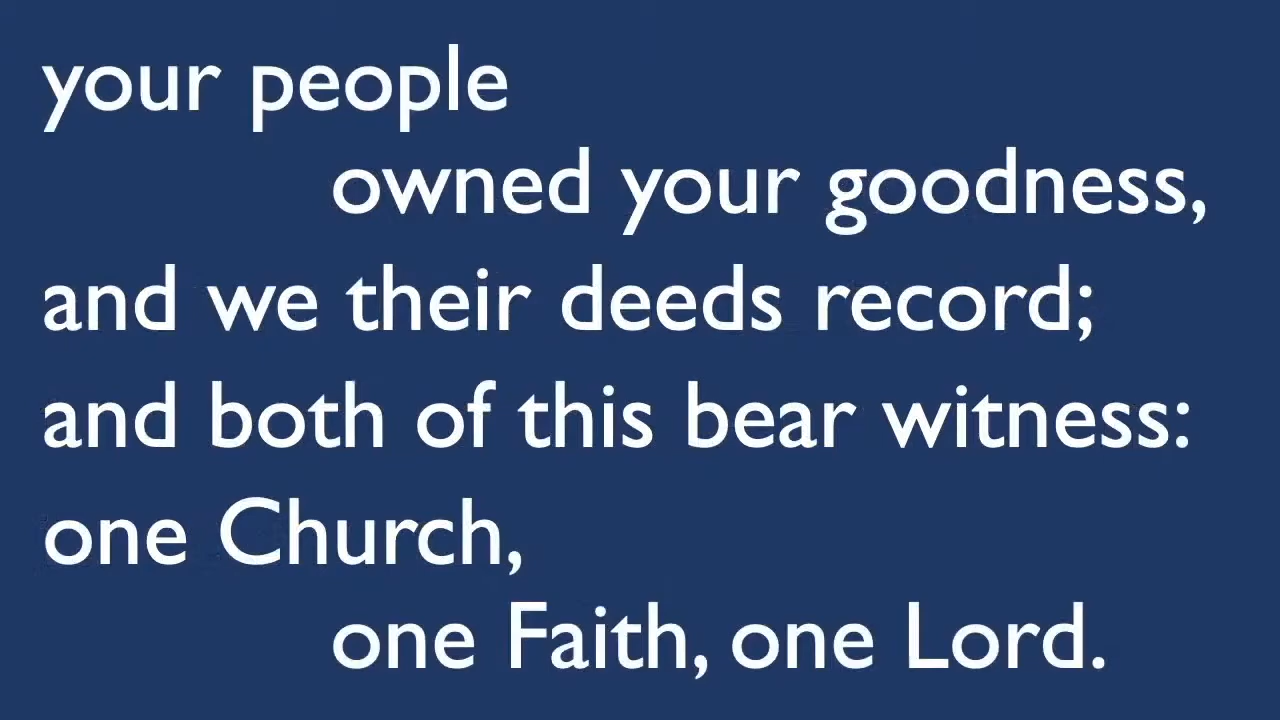 your people
owned your goodness,
and we their deeds record;
and both of this bear witness:
one Church,
one Faith, one Lord.